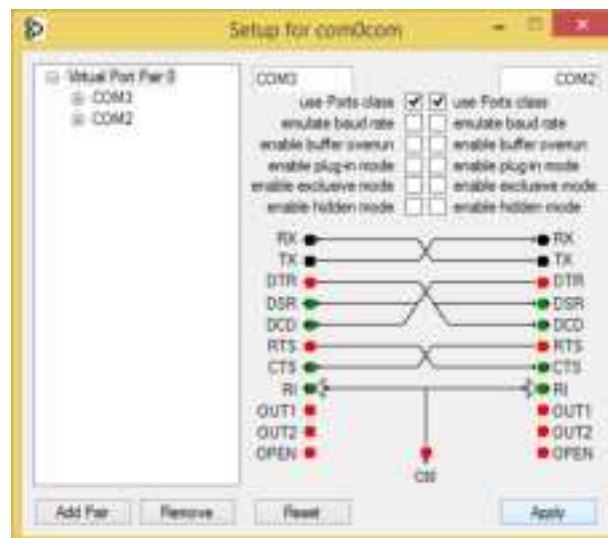 Setup for com0com
Virtual Port Pair 0
COM3
COM2
COM3 COM2
use Ports class use Ports class
emulate baud rate emulate baud rate
enable buffer overrun enable buffer overrun
enable plug-in mode enable plug-in mode
enable exclusive mode enable exclusive mode
enable hidden mode enable hidden mode
RX RX
TX TX
DTR DTR
DSR DSR
DCD DCD
RTS RTS
CTS CTS
RI RI
OUT1 OUT1
OUT2 OUT2
OPEN OPEN
ON
Add Pair Remove Reset Apply